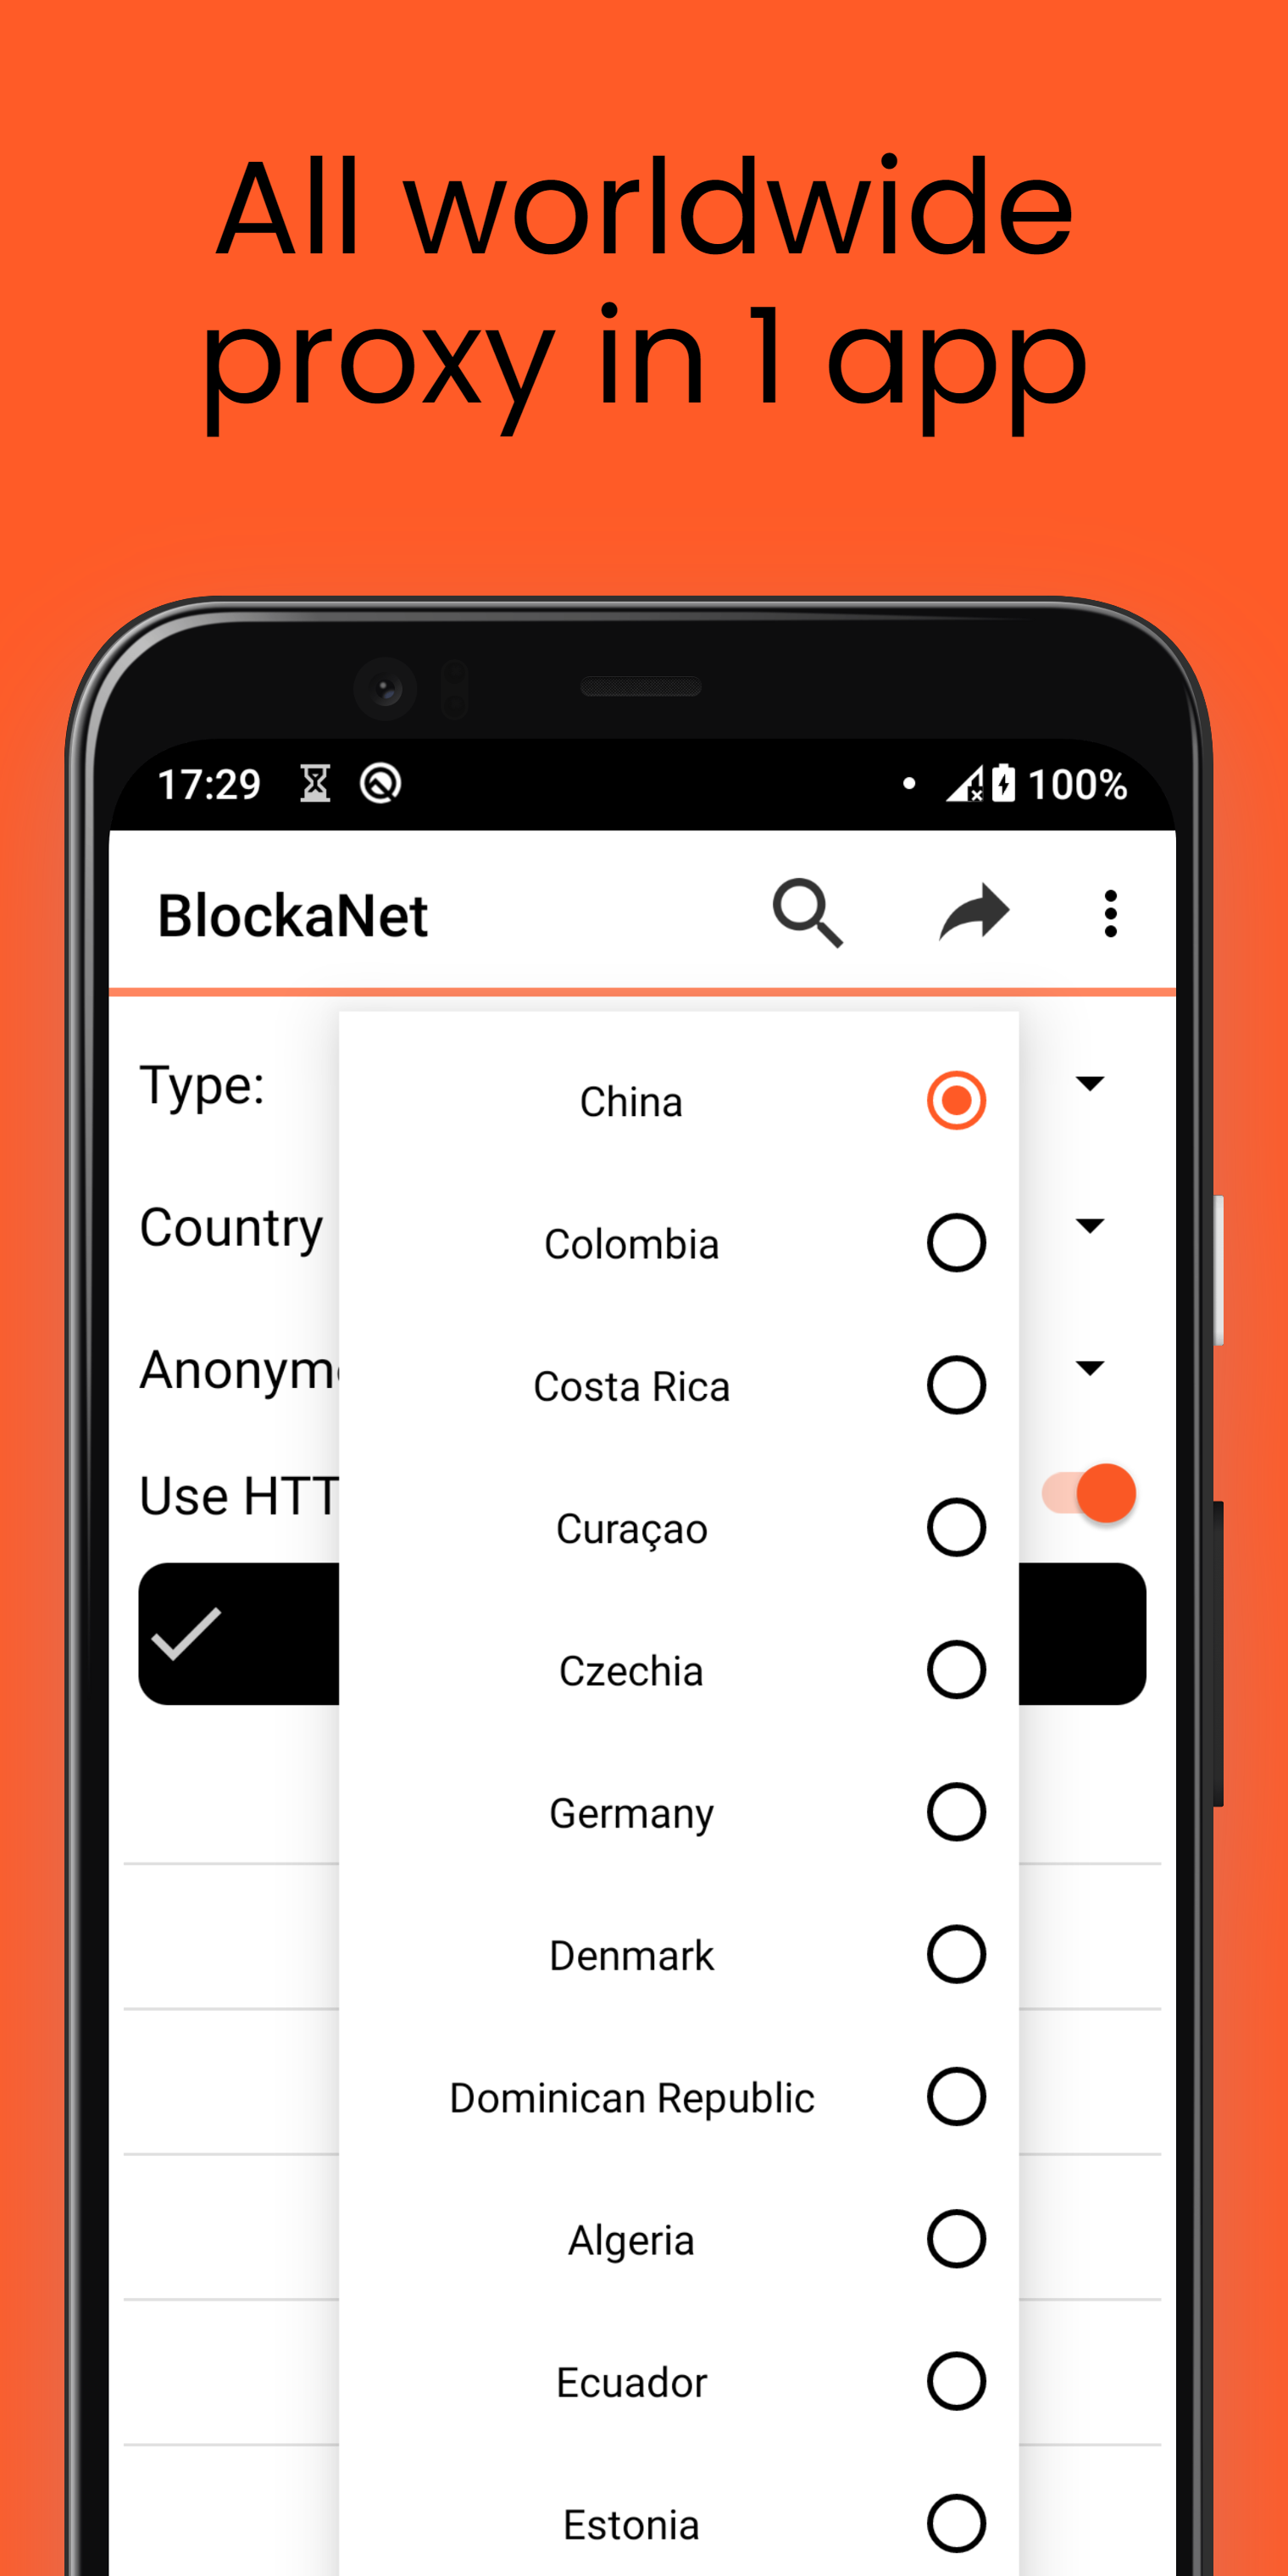 All worldwide
proxy in 1 app
17:29 100%
BlockaNet
Type:
China
Country
Colombia
Anonym
Costa Rica
Use HTT
Curaçao
Czechia
Germany
Denmark
Dominican Republic
Algeria
Ecuador
Estonia